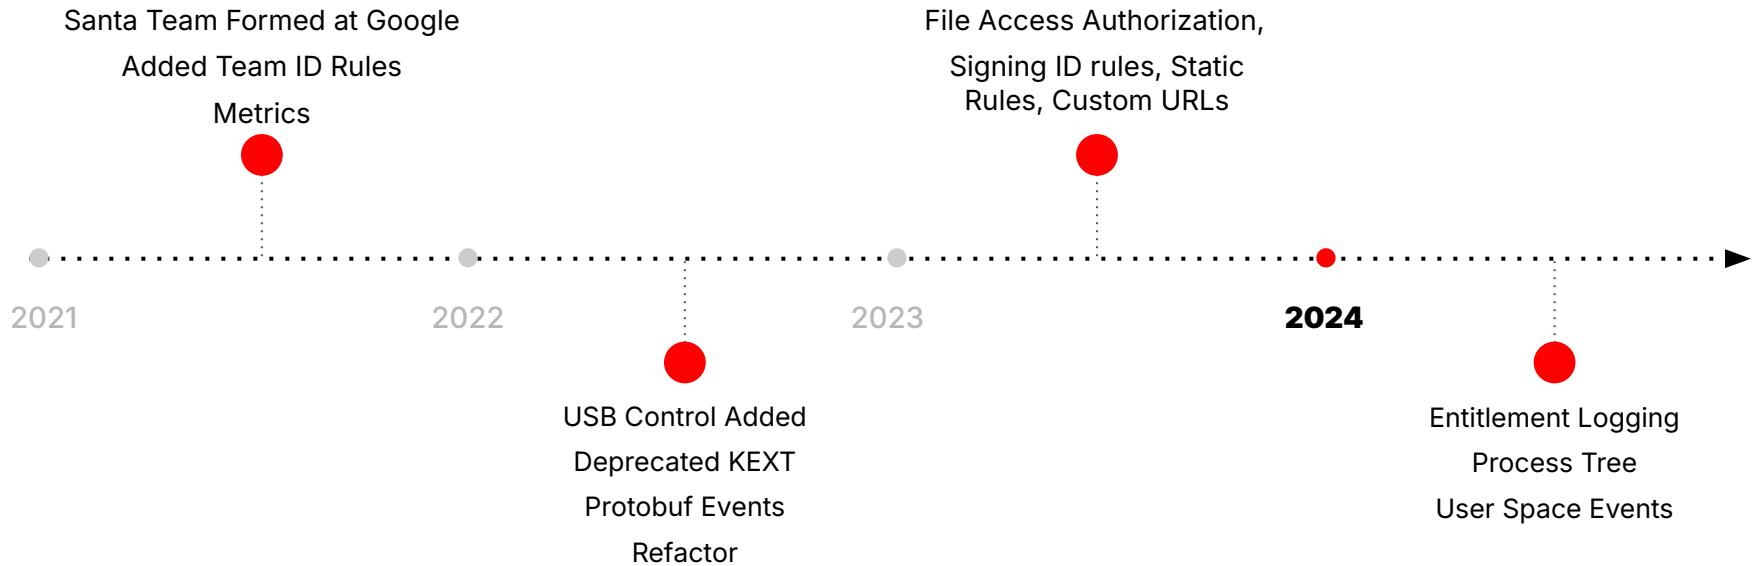 Santa Team Formed at Google
Added Team ID Rules
Metrics
File Access Authorization,
Signing ID rules, Static
Rules, Custom URLs
2021
2022
2023
2024
USB Control Added
Deprecated KEXT
Protobuf Events
Refactor
Entitlement Logging
Process Tree
User Space Events